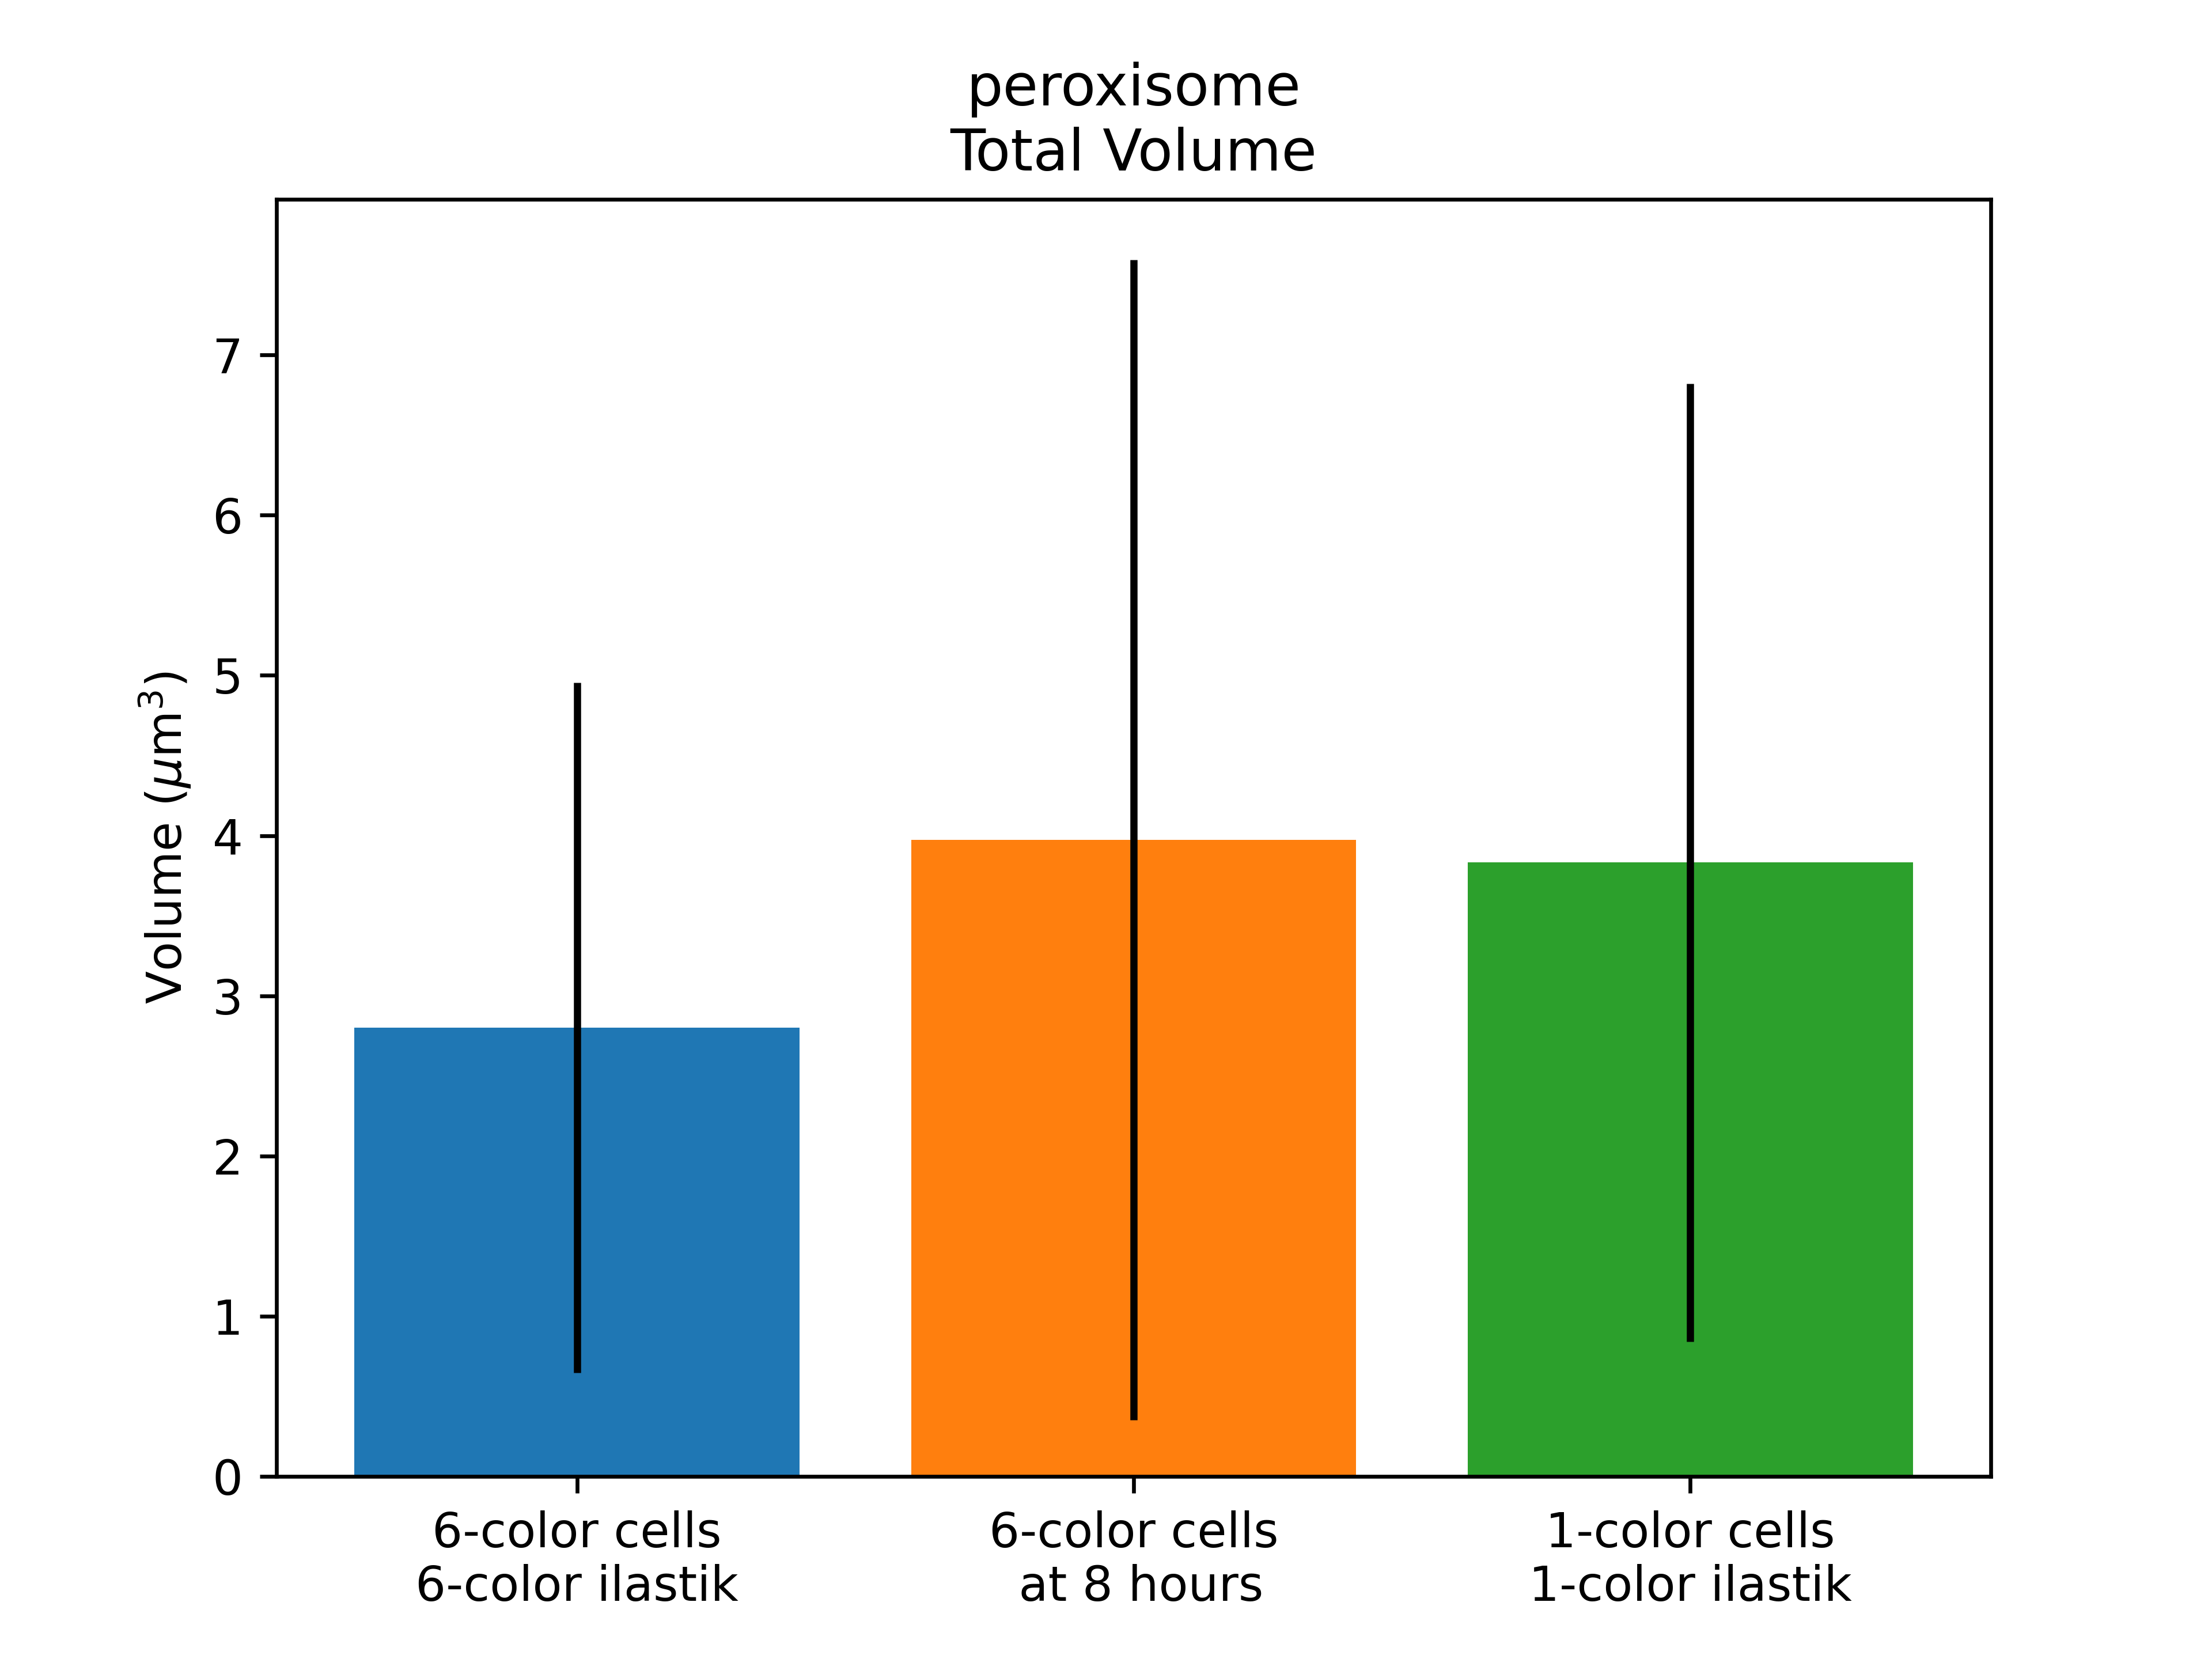 peroxisome
Total Volume
Volume (μm³)
7
6
5
4
3
2
1
0
6-color cells
6-color ilastik
6-color cells
at 8 hours
1-color cells
1-color ilastik